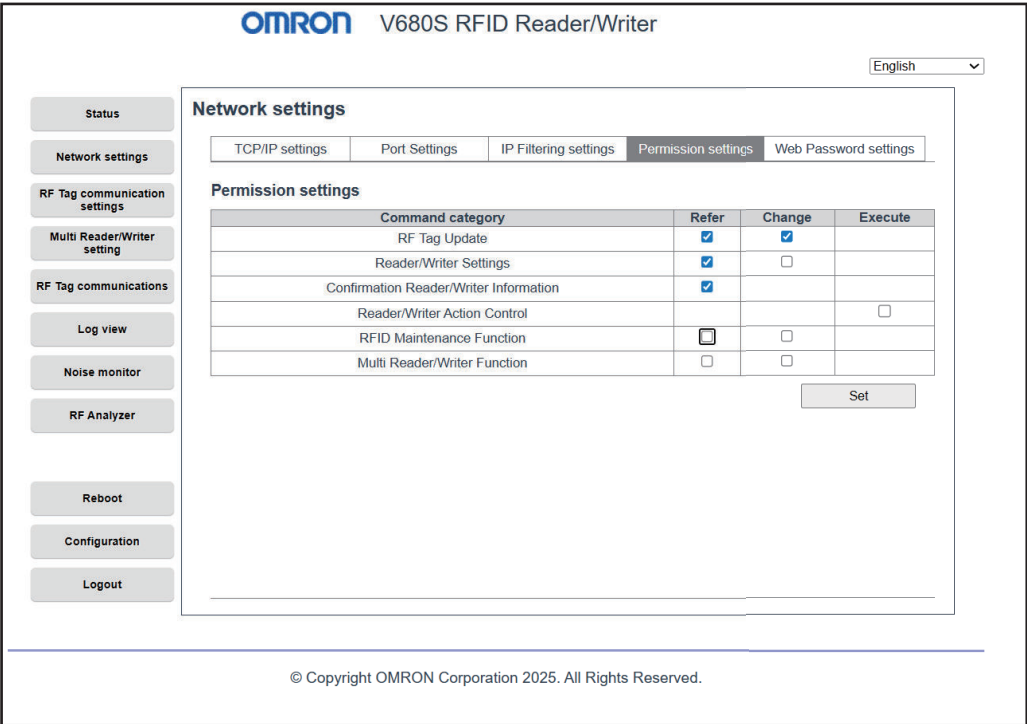 OMRON V680S RFID Reader/Writer
English
Status
Network settings
RF Tag communication
settings
Multi Reader/Writer
setting
RF Tag communications
Log view
Noise monitor
RF Analyzer
Reboot
Configuration
Logout
Network settings
TCP/IP settings Port Settings IP Filtering settings Permission settings Web Password settings
Permission settings
Command category Refer Change Execute
RF Tag Update
Reader/Writer Settings
Confirmation Reader/Writer Information
Reader/Writer Action Control
RFID Maintenance Function
Multi Reader/Writer Function
Set
© Copyright OMRON Corporation 2025. All Rights Reserved.